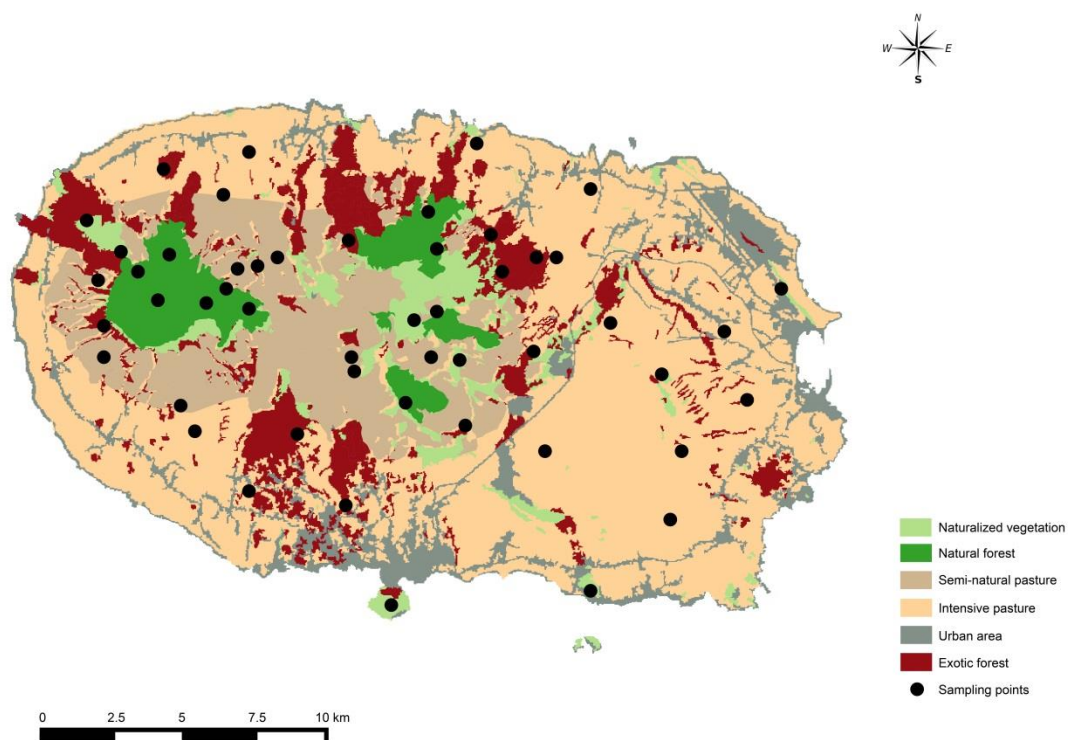 N
W E
S
Naturalized vegetation
Natural forest
Semi-natural pasture
Intensive pasture
Urban area
Exotic forest
Sampling points
0 2.5 5 7.5 10 km